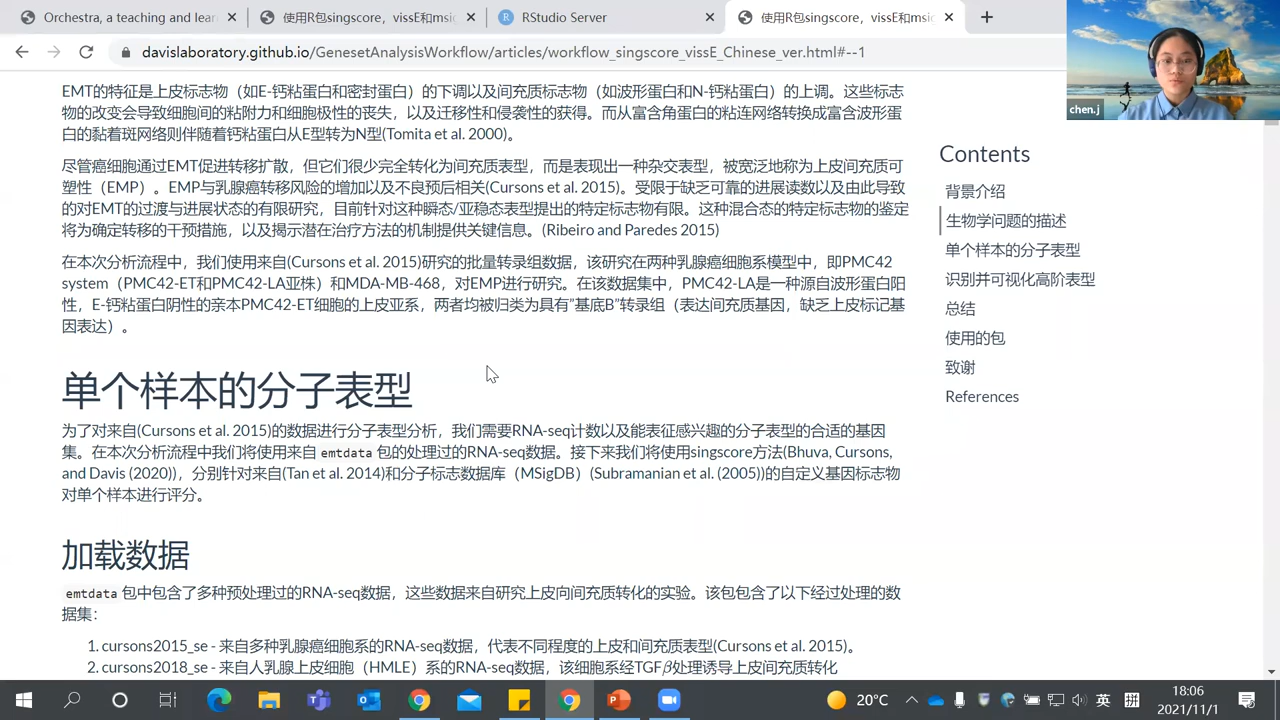 Orchestra, a teaching and lear
使用R包singscore，vissE和msi
RStudio Server
使用R包singscore，vissE和msi
davislaboratory.github.io/GenesetAnalysisWorkflow/articles/workflow_singscore_vissE_Chinese_ver.html#--1
chen.j
EMT的特征是上皮标志物（如E-钙粘蛋白和密封蛋白）的下调以及间充质标志物（如波形蛋白和N-钙粘蛋白）的上调。这些标志
物的改变会导致细胞间的粘附力和细胞极性的丧失，以及迁移性和侵袭性的获得。而从富含角蛋白的粘连网络转换成富含波形蛋
白的黏着斑网络则伴随着钙粘蛋白从E型转为N型(Tomita et al. 2000)。
尽管癌细胞通过EMT促进转移扩散，但它们很少完全转化为间充质表型，而是表现出一种杂交表型，被宽泛地称为上皮间充质可
塑性（EMP）。EMP与乳腺癌转移风险的增加以及不良预后相关(Cursons et al. 2015)。受限于缺乏可靠的进展读数以及由此导致
的对EMT的过渡与进展状态的有限研究，目前针对这种瞬态/亚稳态表型提出的特定标志物有限。这种混合态的特定标志物的鉴定
将为确定转移的干预措施，以及揭示潜在治疗方法的机制提供关键信息。(Ribeiro and Paredes 2015)
在本次分析流程中，我们使用来自(Cursons et al. 2015)研究的批量转录组数据，该研究在两种乳腺癌细胞系模型中，即PMC42
system（PMC42-ET和PMC42-LA亚株）和MDA-MB-468，对EMP进行研究。在该数据集中，PMC42-LA是一种源自波形蛋白阳
性，E-钙粘蛋白阴性的亲本PMC42-ET细胞的上皮亚系，两者均被归类为具有”基底B”转录组（表达间充质基因，缺乏上皮标记基
因表达）。
单个样本的分子表型
为了对来自(Cursons et al. 2015)的数据进行分子表型分析，我们需要RNA-seq计数以及能表征感兴趣的分子表型的合适的基因
集。在本次分析流程中我们将使用来自 emtdata 包的处理过的RNA-seq数据。接下来我们将使用singscore方法(Bhuva, Cursons,
and Davis (2020))，分别针对来自(Tan et al. 2014)和分子标志数据库（MSigDB）(Subramanian et al. (2005))的自定义基因标志物
对单个样本进行评分。
加载数据
emtdata 包中包含了多种预处理过的RNA-seq数据，这些数据来自研究上皮向间充质转化的实验。该包包含了以下经过处理的数
据集：
1. cursons2015_se - 来自多种乳腺癌细胞系的RNA-seq数据，代表不同程度的上皮和间充质表型(Cursons et al. 2015)。
2. cursons2018_se - 来自人乳腺上皮细胞（HMLE）系的RNA-seq数据，该细胞系经TGFβ处理诱导上皮间充质转化
Contents
背景介绍
生物学问题的描述
单个样本的分子表型
识别并可视化高阶表型
总结
使用的包
致谢
References
20°C
英
拼
18:06
2021/11/1